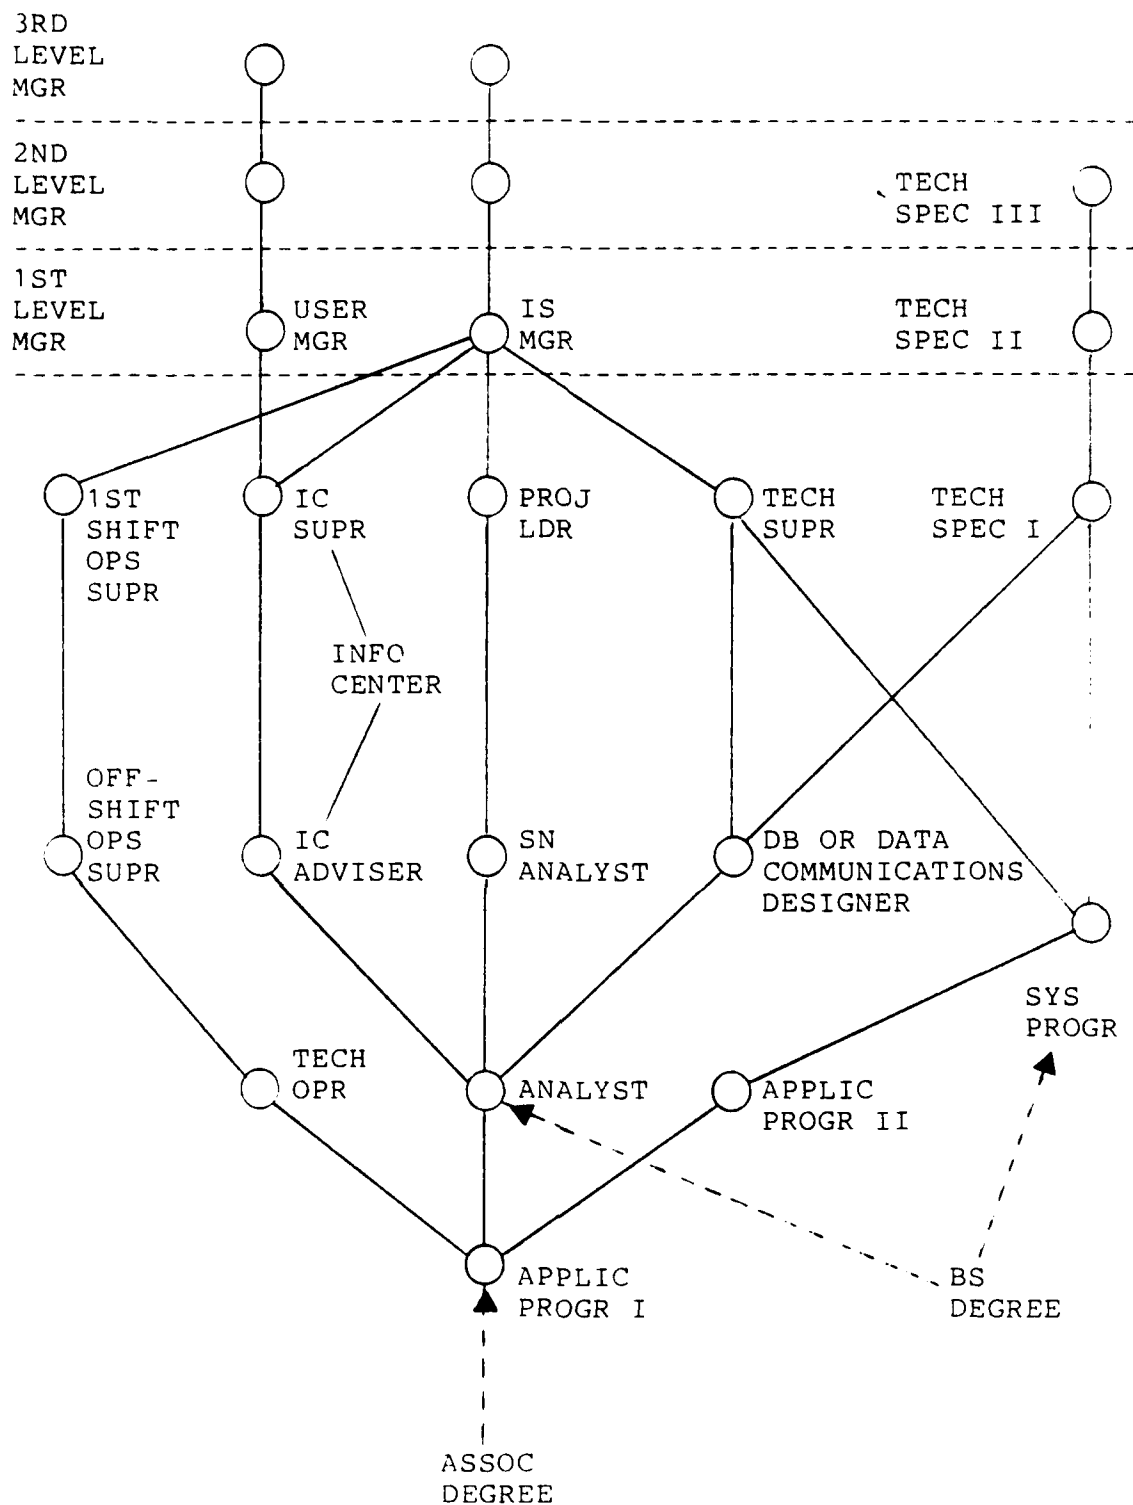 3RD
LEVEL
MGR
2ND
LEVEL
MGR
TECH
SPEC III
1ST
LEVEL
MGR
USER
MGR
IS
MGR
TECH
SPEC II
1ST
SHIFT
OPS
SUPR
IC
SUPR
PROJ
LDR
TECH
SUPR
TECH
SPEC I
INFO
CENTER
OFF-
SHIFT
OPS
SUPR
IC
ADVISER
SN
ANALYST
DB OR DATA
COMMUNICATIONS
DESIGNER
SYS
PROGR
TECH
OPR
ANALYST
APPLIC
PROGR II
APPLIC
PROGR I
BS
DEGREE
ASSOC
DEGREE